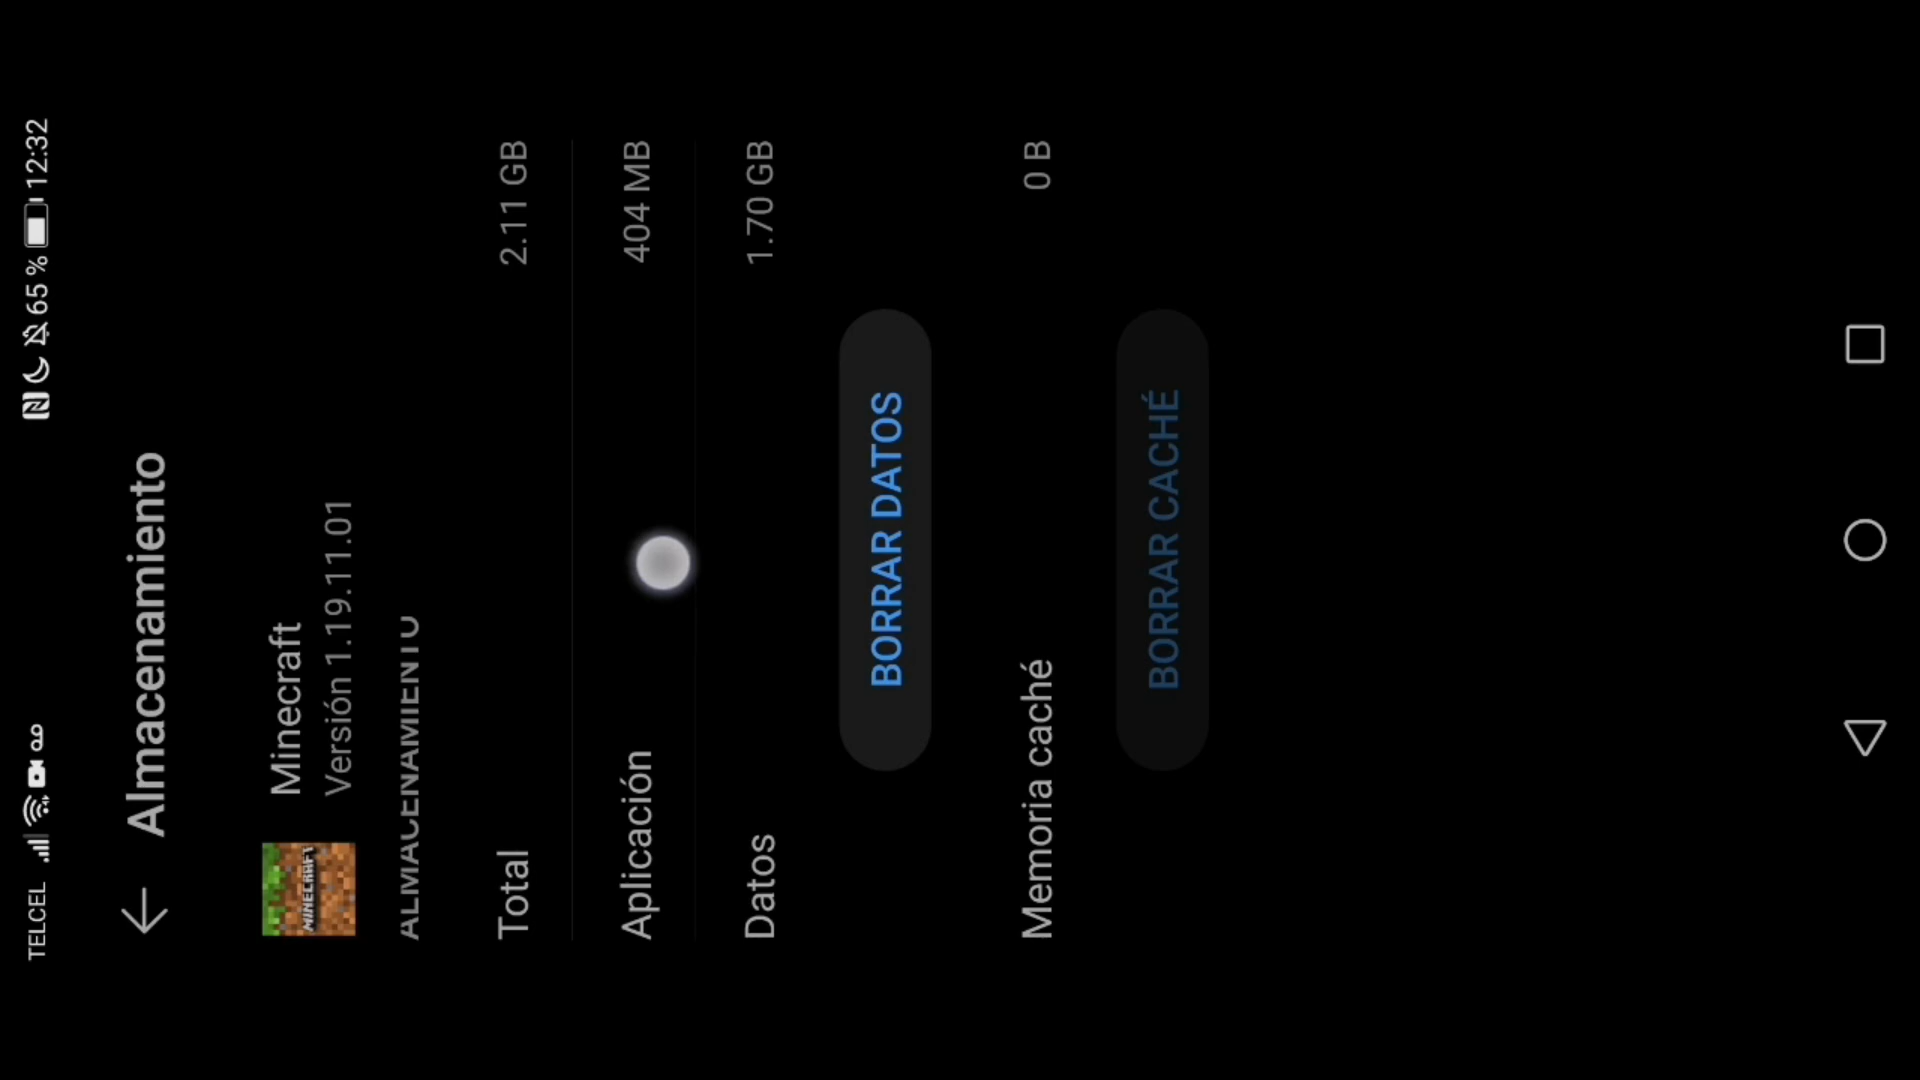 TELCEL 65 % 12:32
Almacenamiento
MINECRAFT
Minecraft
Versión 1.19.11.01
ALMACENAMIENTO
Total 2.11 GB
Aplicación 404 MB
Datos 1.70 GB
BORRAR DATOS
Memoria caché 0 B
BORRAR CACHÉ